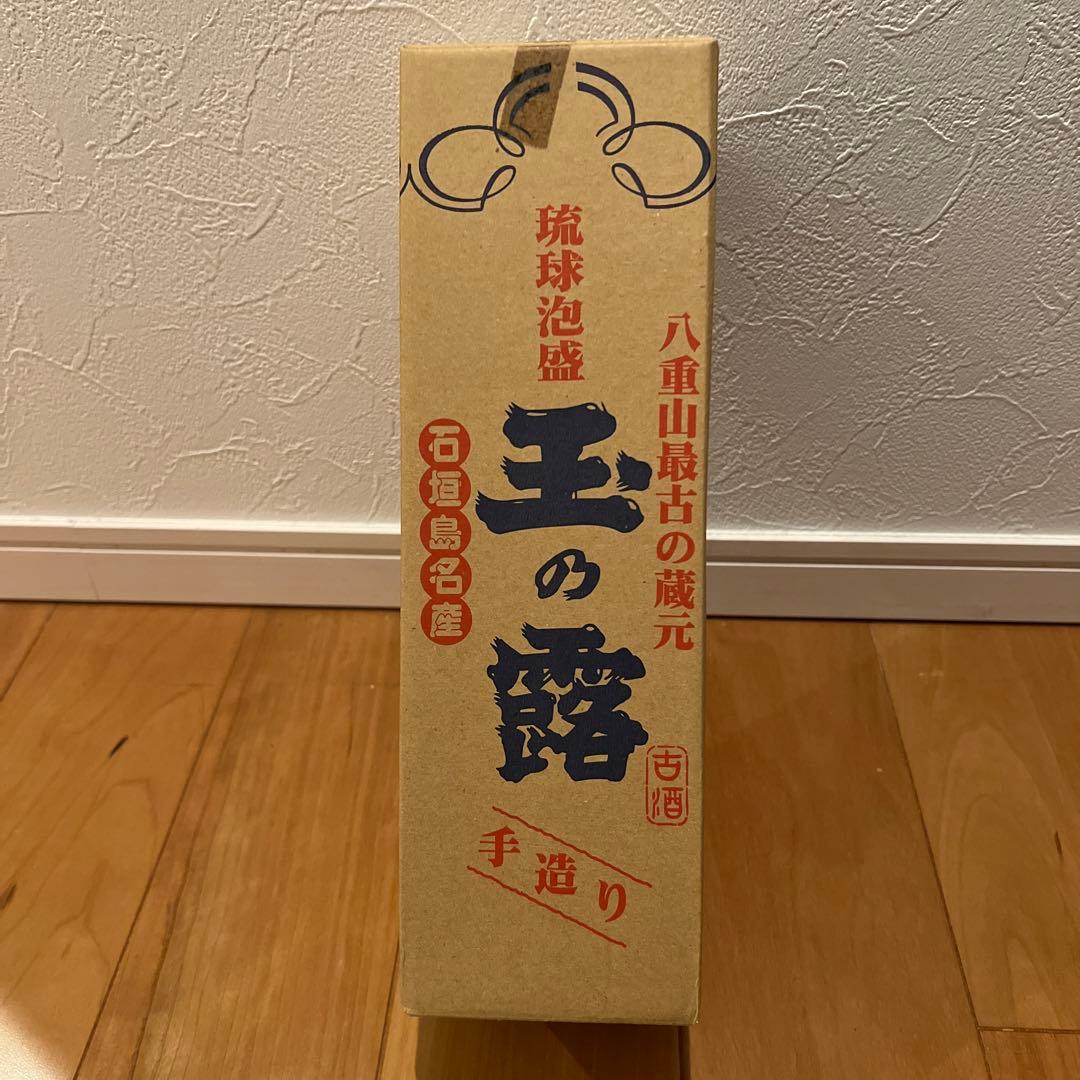 琉球泡盛
八重山最古の蔵元
玉の露
石垣島名産
古酒
手造り